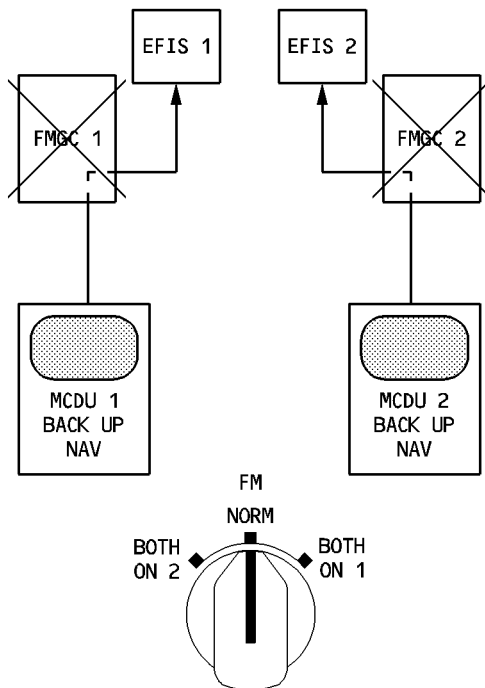 EFIS 1
EFIS 2
FMGC 1
FMGC 2
MCDU 1
BACK UP
NAV
MCDU 2
BACK UP
NAV
FM
NORM
BOTH
ON 2
BOTH
ON 1